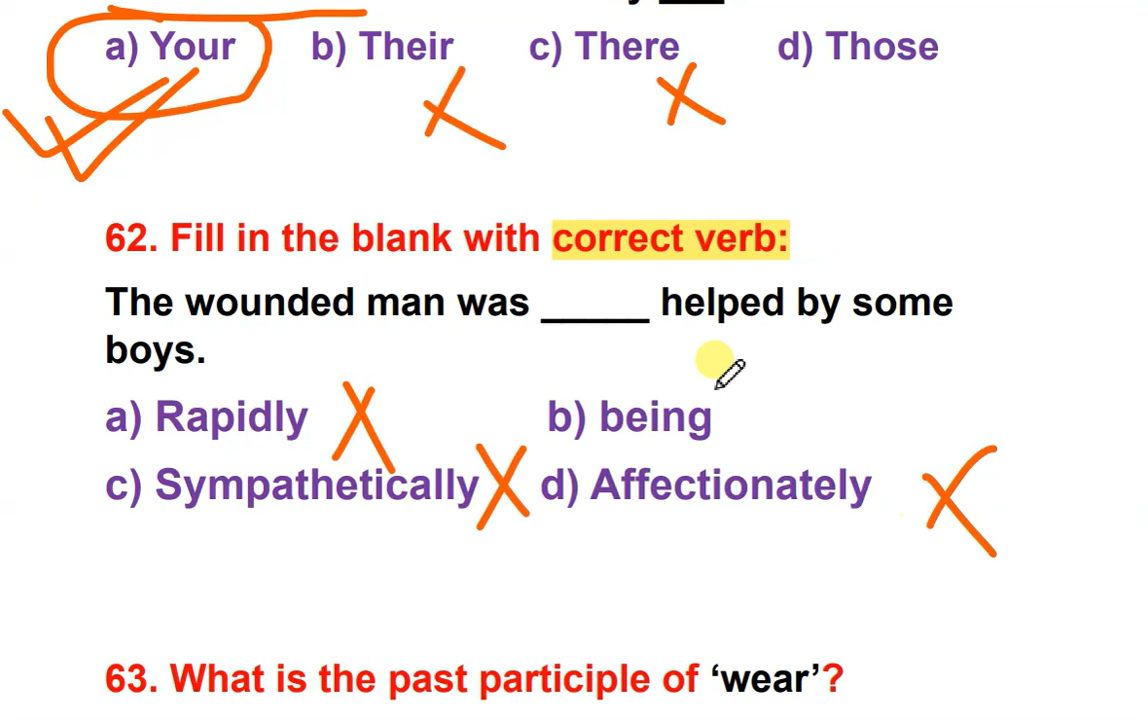 a) Your b) Their c) There d) Those
62. Fill in the blank with correct verb:
The wounded man was _____ helped by some
boys.
a) Rapidly b) being
c) Sympathetically d) Affectionately
63. What is the past participle of ‘wear’?